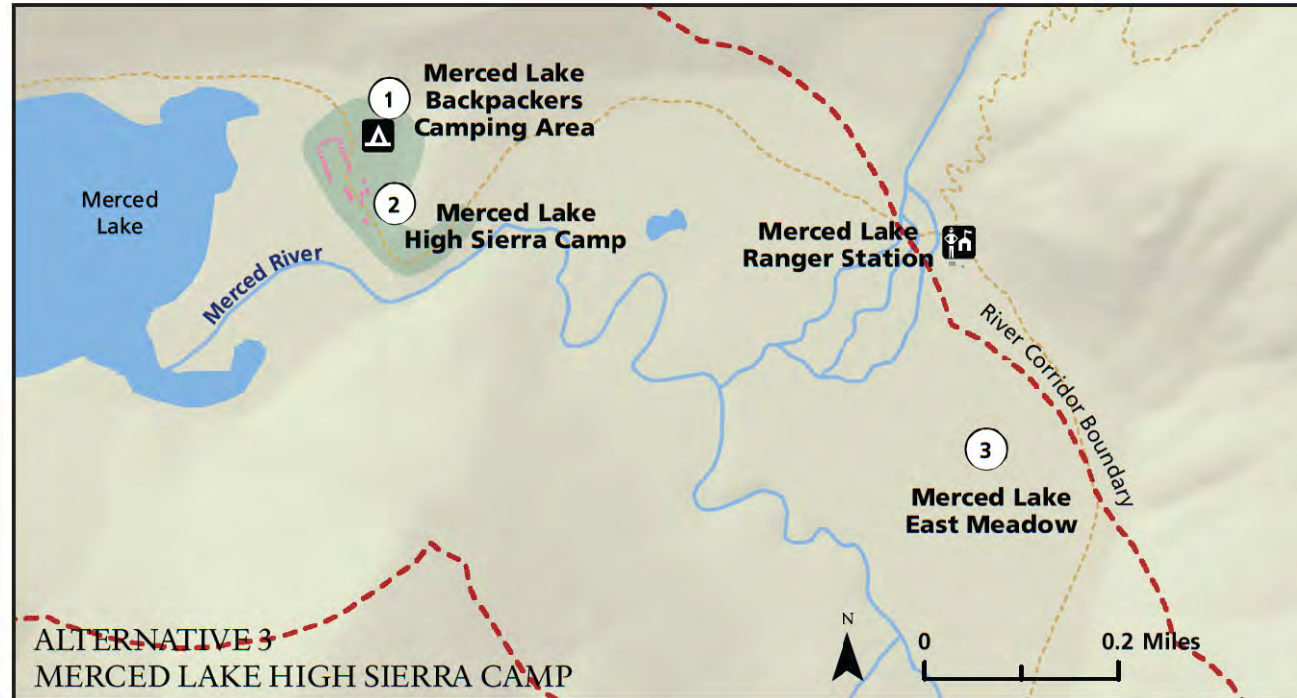 1
Merced Lake
Backpackers
Camping Area
Merced
Lake
2
Merced Lake
High Sierra Camp
Merced River
Merced Lake
Ranger Station
River Corridor Boundary
3
Merced Lake
East Meadow
N
0
0.2 Miles
ALTERNATIVE 3
MERCED LAKE HIGH SIERRA CAMP